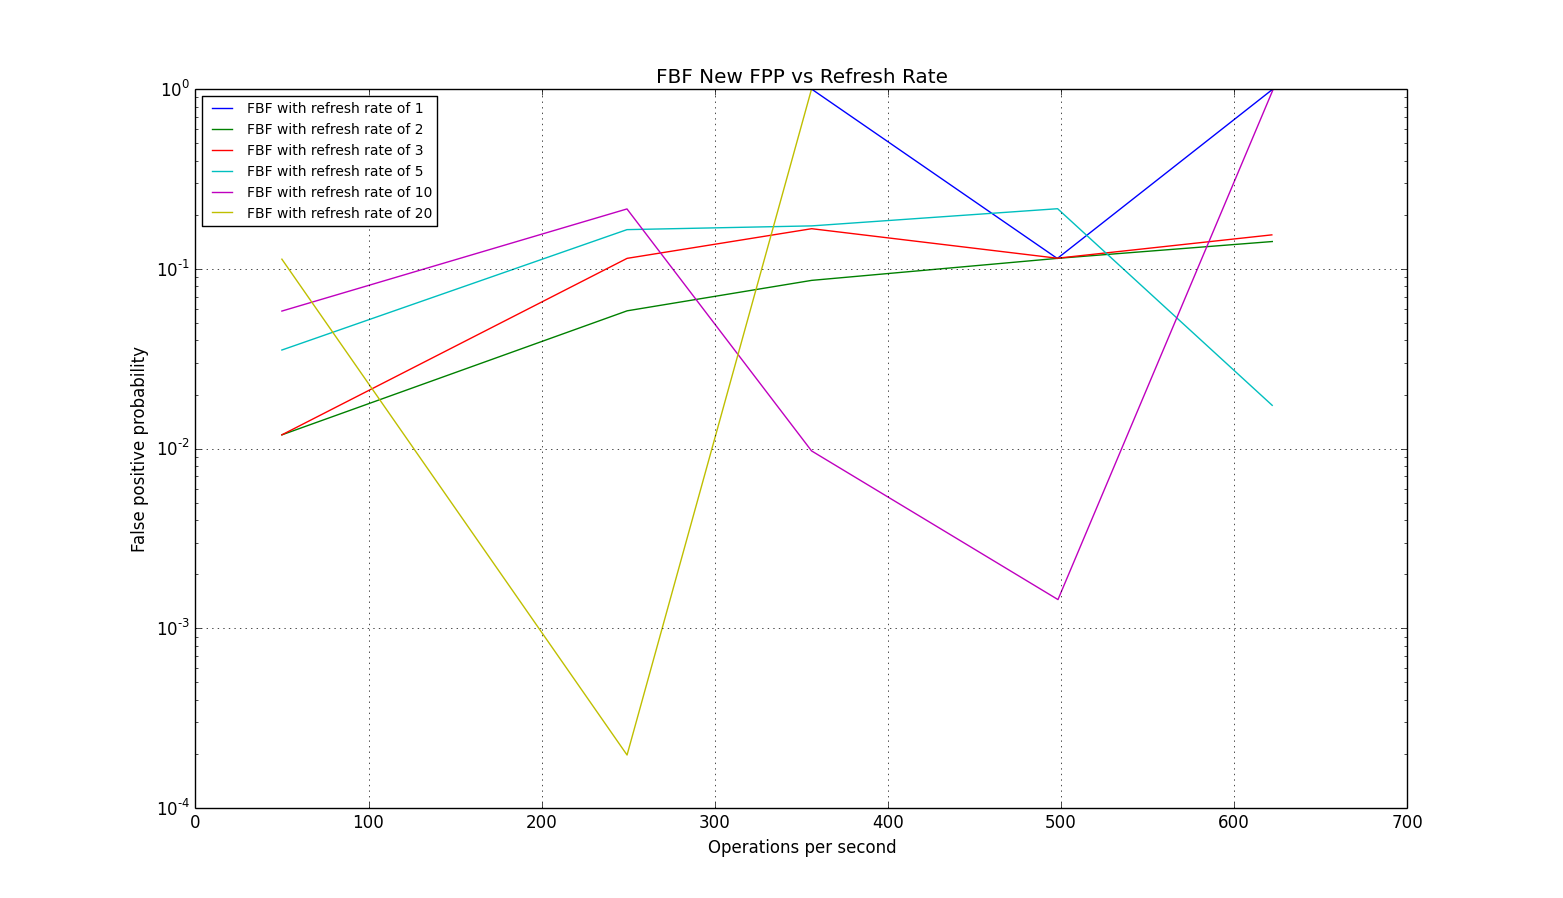 FBF New FPP vs Refresh Rate
10^0
10^-1
10^-2
10^-3
10^-4
False positive probability
FBF with refresh rate of 1
FBF with refresh rate of 2
FBF with refresh rate of 3
FBF with refresh rate of 5
FBF with refresh rate of 10
FBF with refresh rate of 20
0 100 200 300 400 500 600 700
Operations per second